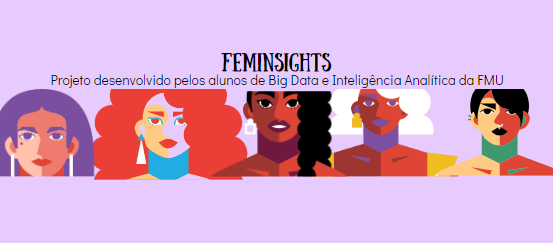 FEMINSIGHTS
Projeto desenvolvido pelos alunos de Big Data e Inteligência Analítica da FMU